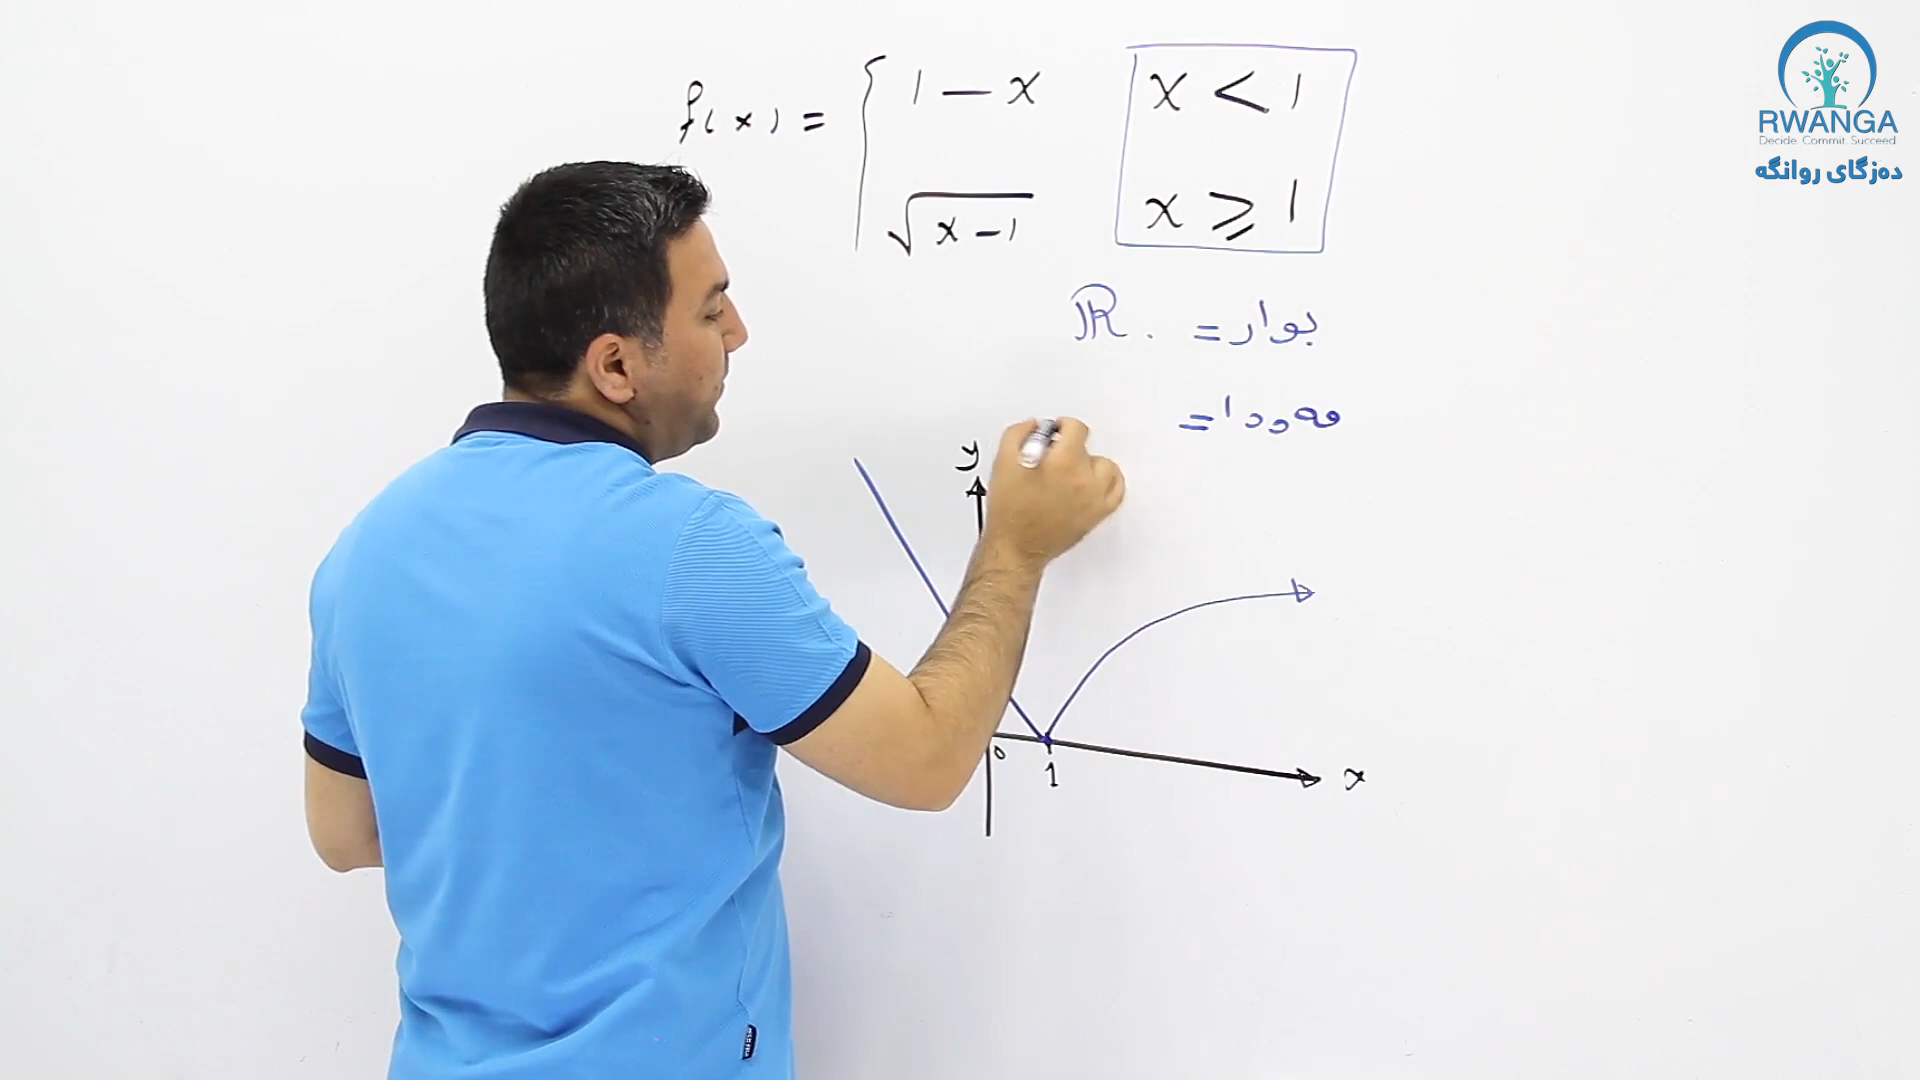 RWANGA
Decide. Commit. Succeed.
دەزگای روانگە
f(x) = { 1 – x    x < 1
√(x–1)    x ⩾ 1
بوار = ℝ .
مەودا =
y
0
1
x